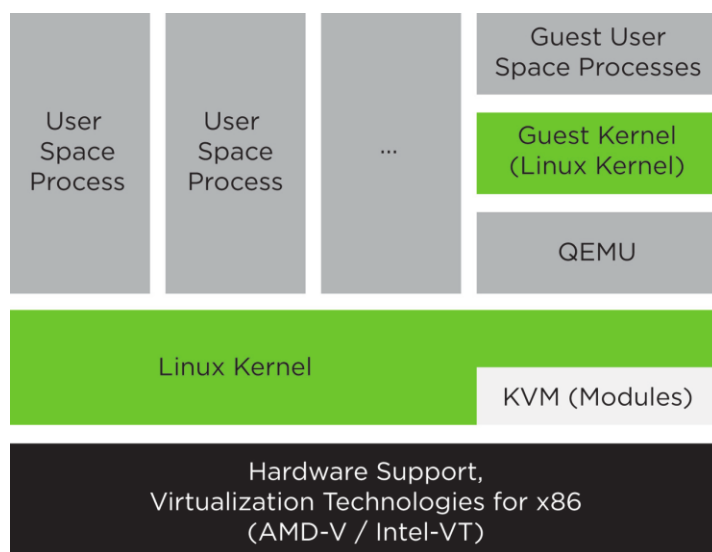 User
Space
Process
User
Space
Process
...
Guest User
Space Processes
Guest Kernel
(Linux Kernel)
QEMU
Linux Kernel
KVM (Modules)
Hardware Support,
Virtualization Technologies for x86
(AMD-V / Intel-VT)